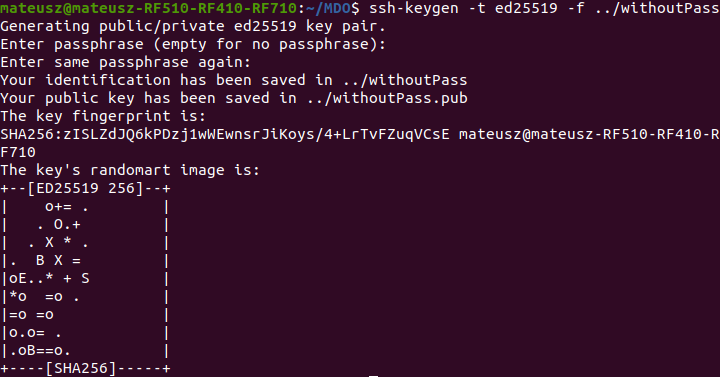 mateusz@mateusz-RF510-RF410-RF710:~/MDO$ ssh-keygen -t ed25519 -f ../withoutPass
Generating public/private ed25519 key pair.
Enter passphrase (empty for no passphrase):
Enter same passphrase again:
Your identification has been saved in ../withoutPass
Your public key has been saved in ../withoutPass.pub
The key fingerprint is:
SHA256:zISLZdJQ6kPDzj1wWEwnsrJiKoys/4+LrTvFZuqVCsE mateusz@mateusz-RF510-RF410-R
F710
The key's randomart image is:
+--[ED25519 256]--+
|    o+= .        |
|   . O.+         |
|  . X * .        |
|.  B X =         |
|oE..* + S        |
|*o  =o .         |
|=o =o            |
|o.o= .           |
|.oB==o.          |
+----[SHA256]-----+